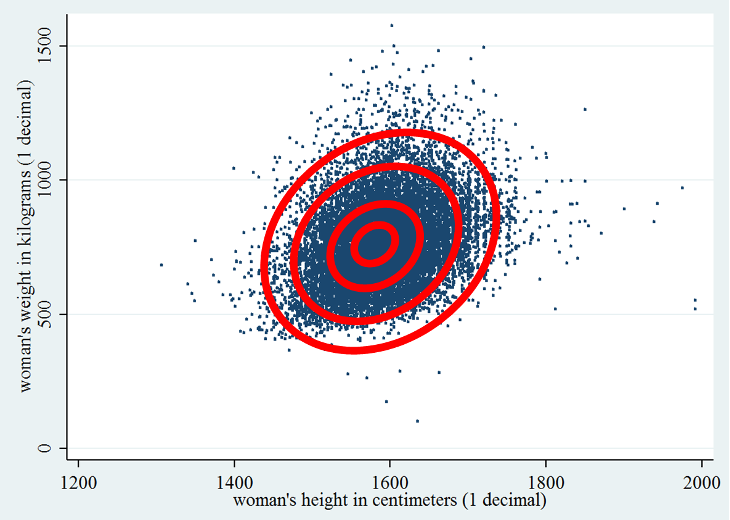 woman's weight in kilograms (1 decimal)
1500
1000
500
0
1200 1400 1600 1800 2000
woman's height in centimeters (1 decimal)